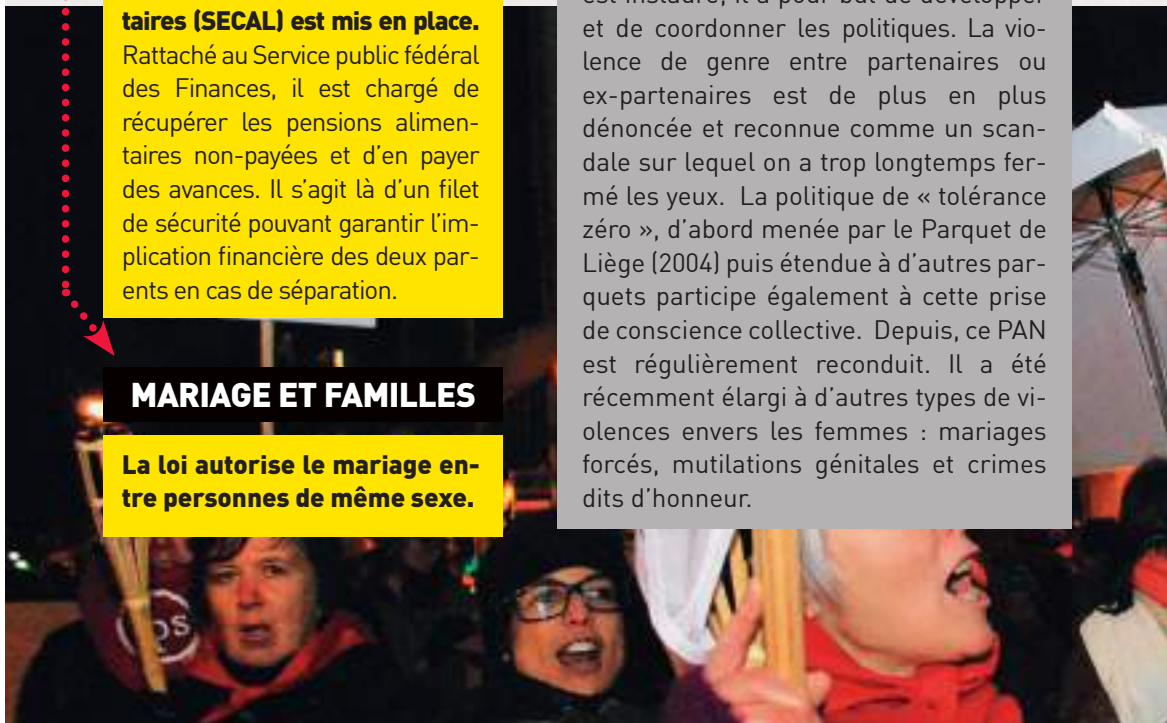 taires (SECAL) est mis en place.
Rattaché au Service public fédéral
des Finances, il est chargé de
récupérer les pensions alimen-
taires non-payées et d'en payer
des avances. Il s'agit là d'un filet
de sécurité pouvant garantir l'im-
plication financière des deux par-
ents en cas de séparation.
MARIAGE ET FAMILLES
La loi autorise le mariage en-
tre personnes de même sexe.
est instauré, il a pour but de développer
et de coordonner les politiques. La vio-
lence de genre entre partenaires ou
ex-partenaires est de plus en plus
dénoncée et reconnue comme un scan-
dale sur lequel on a trop longtemps fer-
mé les yeux. La politique de « tolérance
zéro », d'abord menée par le Parquet de
Liège (2004) puis étendue à d'autres par-
quets participe également à cette prise
de conscience collective. Depuis, ce PAN
est régulièrement reconduit. Il a été
récemment élargi à d'autres types de vi-
olences envers les femmes : mariages
forcés, mutilations génitales et crimes
dits d'honneur.